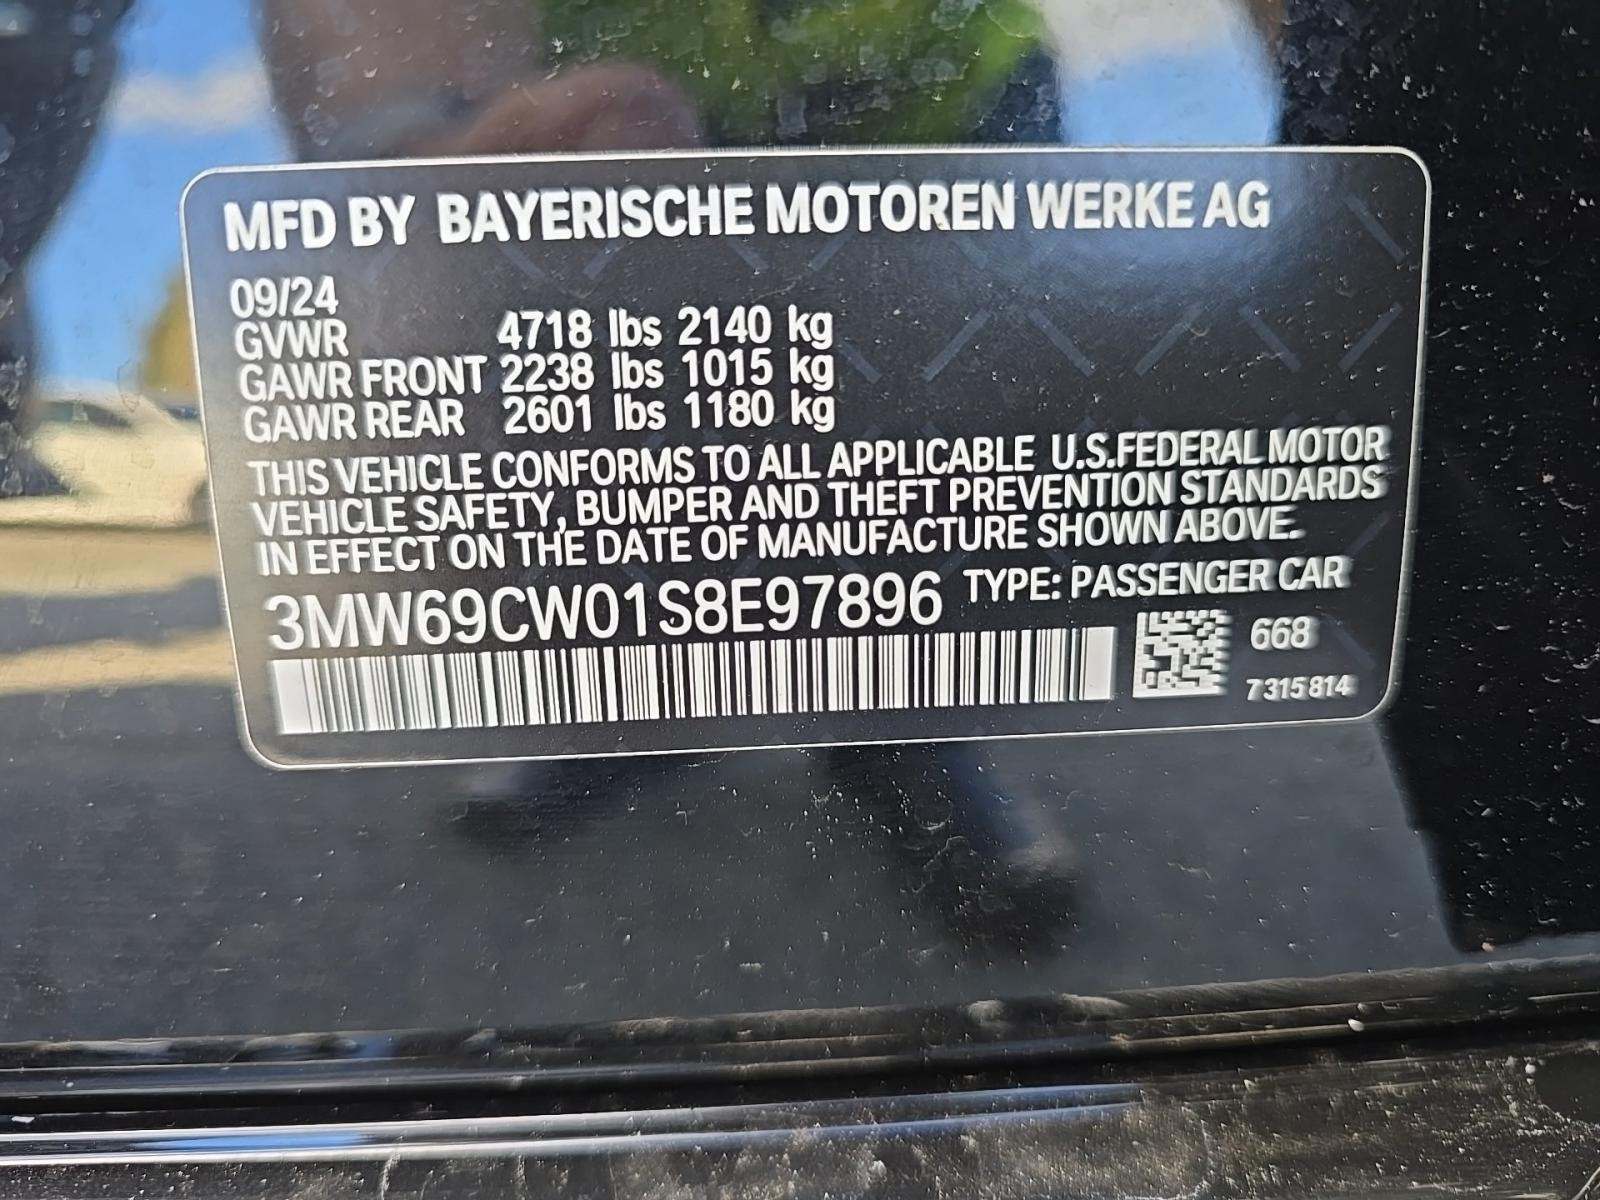 MFD BY BAYERISCHE MOTOREN WERKE AG
09/24
GVWR 4718 lbs 2140 kg
GAWR FRONT 2238 lbs 1015 kg
GAWR REAR 2601 lbs 1180 kg
THIS VEHICLE CONFORMS TO ALL APPLICABLE U.S.FEDERAL MOTOR
VEHICLE SAFETY, BUMPER AND THEFT PREVENTION STANDARDS
IN EFFECT ON THE DATE OF MANUFACTURE SHOWN ABOVE.
3MW69CW01S8E97896 TYPE: PASSENGER CAR
668
7 315 814